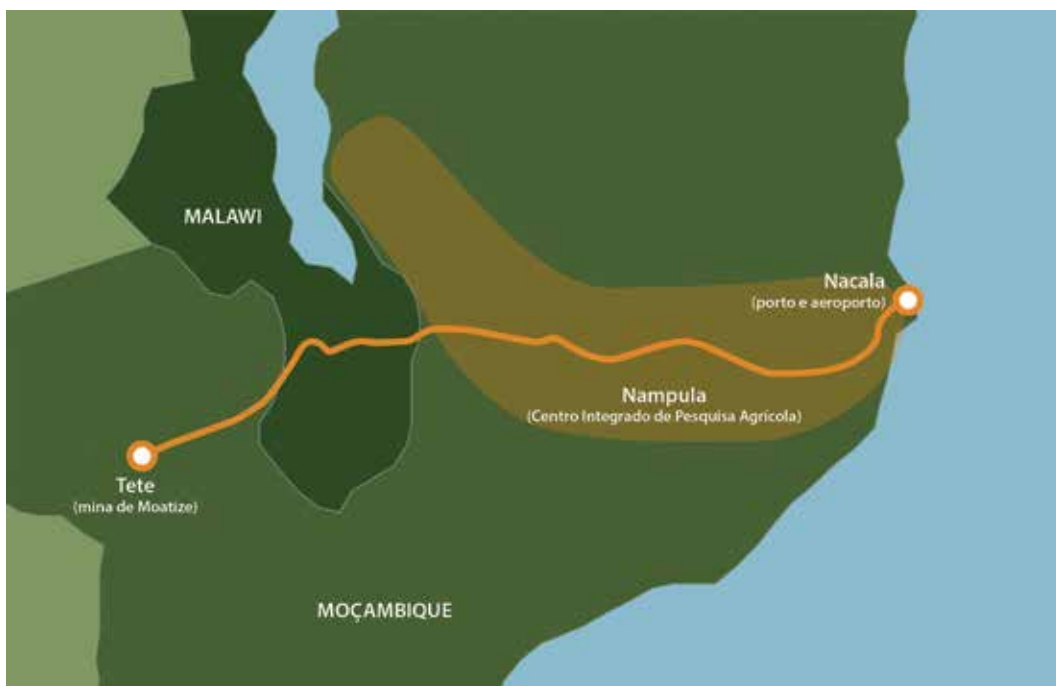 MALAWI
Nacala
(porto e aeroporto)
Nampula
(Centro Integrado de Pesquisa Agrícola)
Tete
(mina de Moatize)
MOÇAMBIQUE